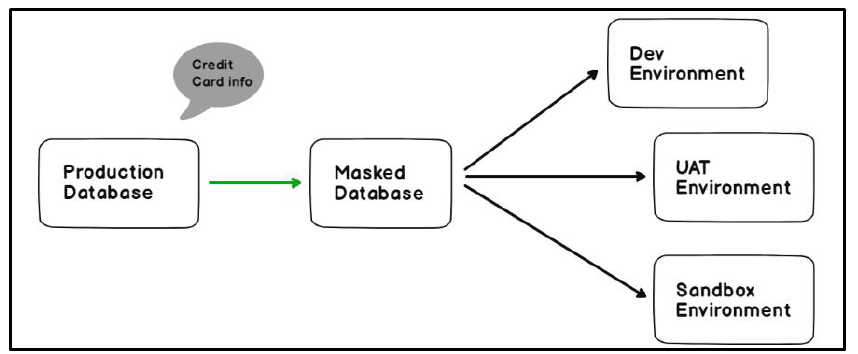 Credit
Card info
Production
Database
Masked
Database
Dev
Environment
UAT
Environment
Sandbox
Environment